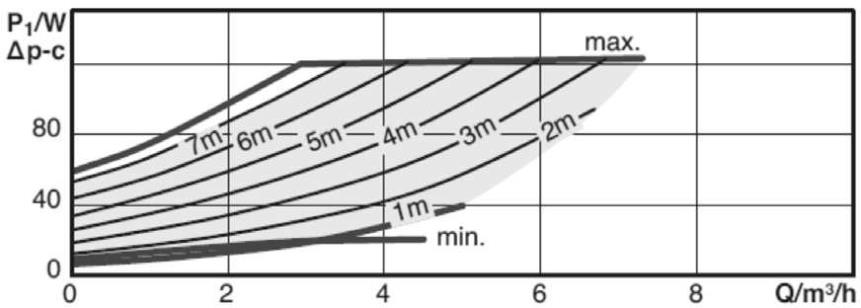 P₁/W
Δp-c
max.
80
7m
6m
5m
4m
3m
2m
40
1m
min.
0
0 2 4 6 8 Q/m³/h